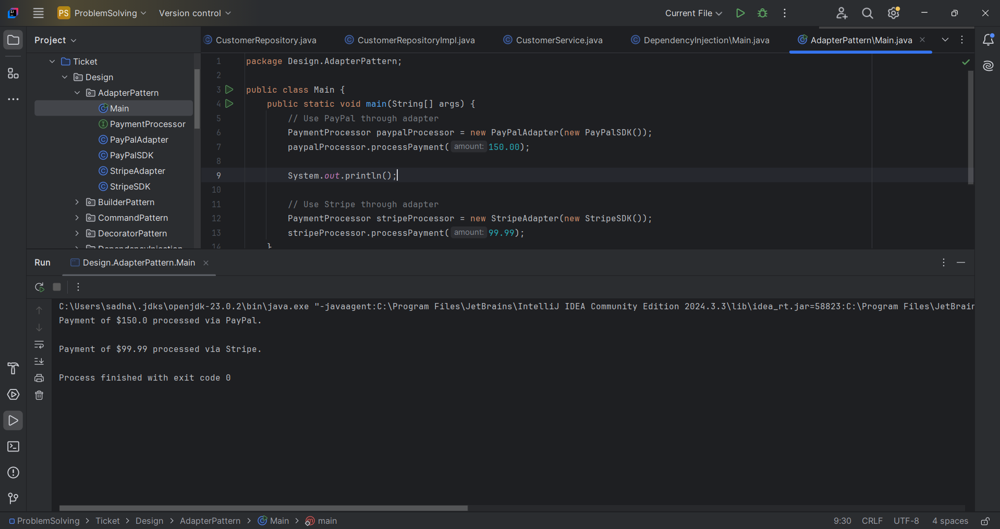 PS ProblemSolving Version control Current File
Project
CustomerRepository.java CustomerRepositoryImpl.java CustomerService.java DependencyInjection\Main.java AdapterPattern\Main.java
Ticket
Design
AdapterPattern
Main
PaymentProcessor
PayPalAdapter
PayPalSDK
StripeAdapter
StripeSDK
BuilderPattern
CommandPattern
DecoratorPattern
DependencyInjection
1 package Design.AdapterPattern;
2
3 public class Main {
4 public static void main(String[] args) {
5 // Use PayPal through adapter
6 PaymentProcessor paypalProcessor = new PayPalAdapter(new PayPalSDK());
7 paypalProcessor.processPayment( amount: 150.00);
8
9 System.out.println();
10
11 // Use Stripe through adapter
12 PaymentProcessor stripeProcessor = new StripeAdapter(new StripeSDK());
13 stripeProcessor.processPayment( amount: 99.99);
14 }
Run Design.AdapterPattern.Main
C:\Users\sadha\.jdks\openjdk-23.0.2\bin\java.exe "-javaagent:C:\Program Files\JetBrains\IntelliJ IDEA Community Edition 2024.3.3\lib\idea_rt.jar=58823:C:\Program Files\JetBrain
Payment of $150.0 processed via PayPal.
Payment of $99.99 processed via Stripe.
Process finished with exit code 0
ProblemSolving > Ticket > Design > AdapterPattern > Main > main 9:30 CRLF UTF-8 4 spaces